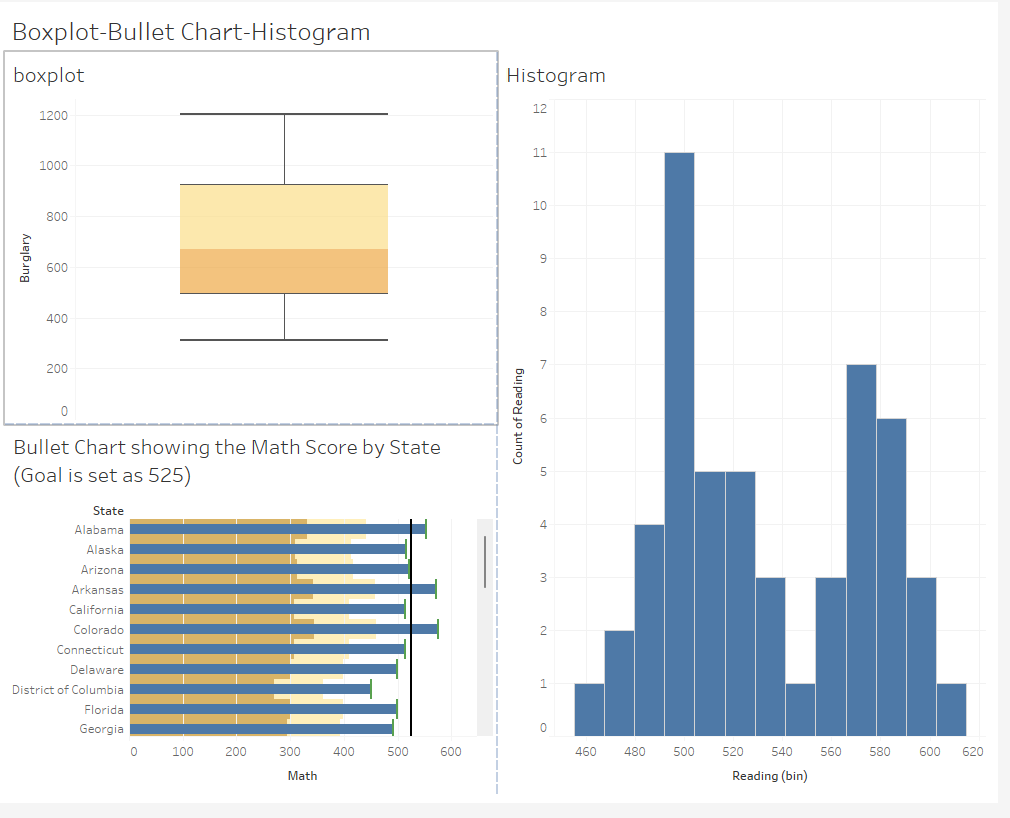 Boxplot-Bullet Chart-Histogram
boxplot
1200
1000
800
600
400
200
0
Burglary
Bullet Chart showing the Math Score by State
(Goal is set as 525)
State
Alabama
Alaska
Arizona
Arkansas
California
Colorado
Connecticut
Delaware
District of Columbia
Florida
Georgia
0 100 200 300 400 500 600
Math
Histogram
12
11
10
9
8
7
6
5
4
3
2
1
0
Count of Reading
460 480 500 520 540 560 580 600 620
Reading (bin)